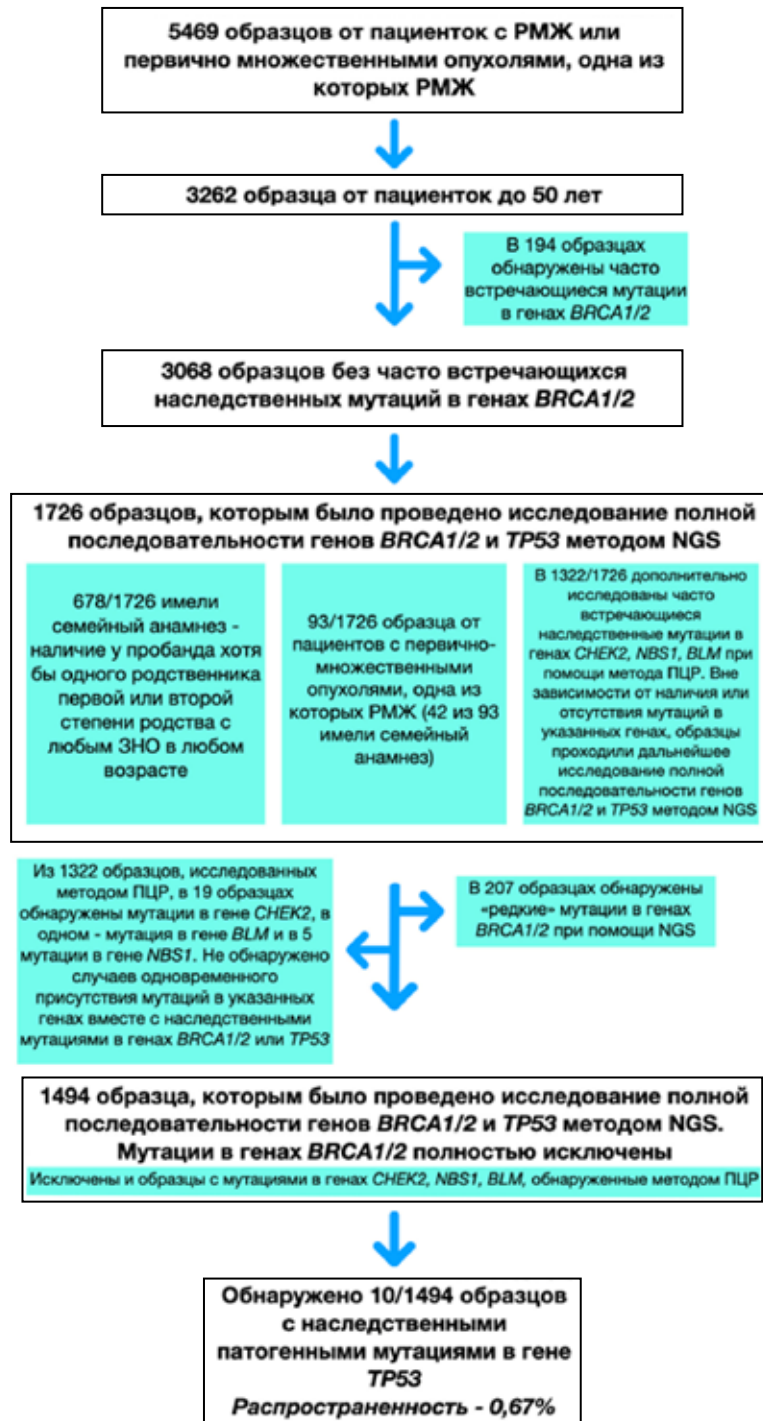 5469 образцов от пациенток с РМЖ или
первично множественными опухолями, одна из
которых РМЖ
3262 образца от пациенток до 50 лет
В 194 образцах
обнаружены часто
встречающиеся мутации
в генах BRCA1/2
3068 образцов без часто встречающихся
наследственных мутаций в генах BRCA1/2
1726 образцов, которым было проведено исследование полной
последовательности генов BRCA1/2 и TP53 методом NGS
678/1726 имели
семейный анамнез -
наличие у пробанда хотя
бы одного родственника
первой или второй
степени родства с
любым ЗНО в любом
возрасте
93/1726 образца от
пациентов с первично-
множественными
опухолями, одна из
которых РМЖ (42 из 93
имели семейный
анамнез)
В 1322/1726 дополнительно
исследованы часто
встречающиеся
наследственные мутации в
генах CHEK2, NBS1, BLM при
помощи метода ПЦР. Вне
зависимости от наличия или
отсутствия мутаций в
указанных генах, образцы
проходили дальнейшее
исследование полной
последовательности генов
BRCA1/2 и TP53 методом NGS
Из 1322 образцов, исследованных
методом ПЦР, в 19 образцах
обнаружены мутации в гене CHEK2, в
одном - мутация в гене BLM и в 5
мутации в гене NBS1. Не обнаружено
случаев одновременного
присутствия мутаций в указанных
генах вместе с наследственными
мутациями в генах BRCA1/2 или TP53
В 207 образцах обнаружены
«редкие» мутации в генах
BRCA1/2 при помощи NGS
1494 образца, которым было проведено исследование полной
последовательности генов BRCA1/2 и TP53 методом NGS.
Мутации в генах BRCA1/2 полностью исключены
Исключены и образцы с мутациями в генах CHEK2, NBS1, BLM, обнаруженные методом ПЦР
Обнаружено 10/1494 образцов
с наследственными
патогенными мутациями в гене
TP53
Распространенность - 0,67%